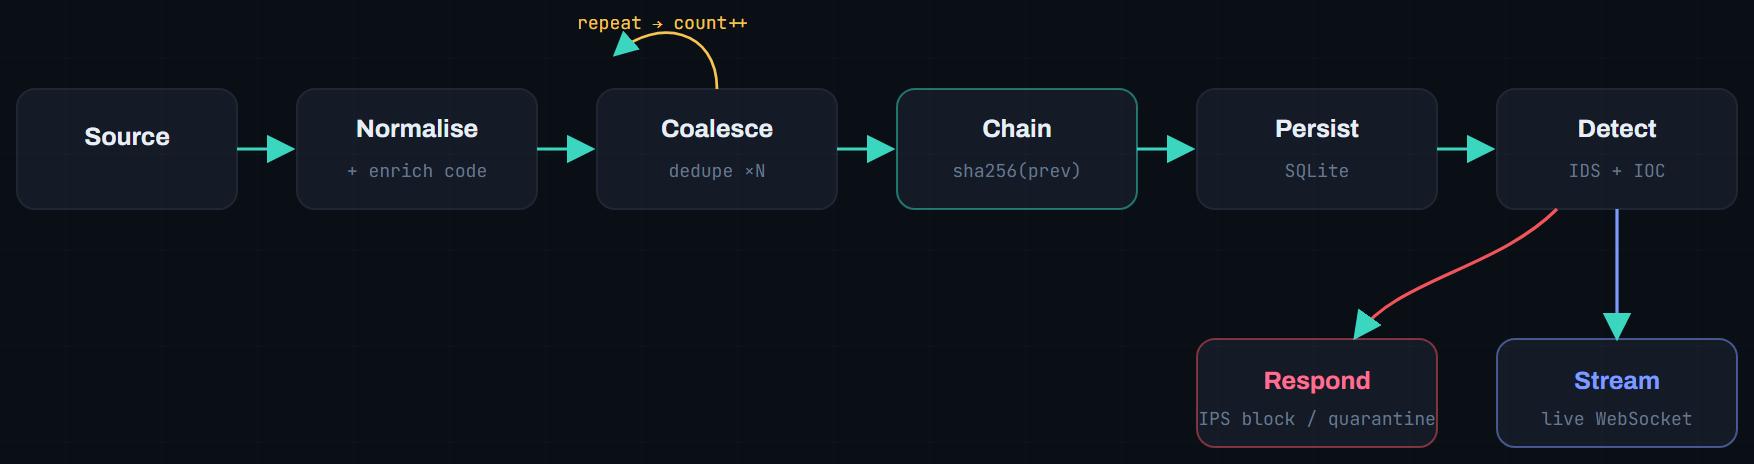 repeat → count++
Source
Normalise
+ enrich code
Coalesce
dedupe ×N
Chain
sha256(prev)
Persist
SQLite
Detect
IDS + IOC
Respond
IPS block / quarantine
Stream
live WebSocket